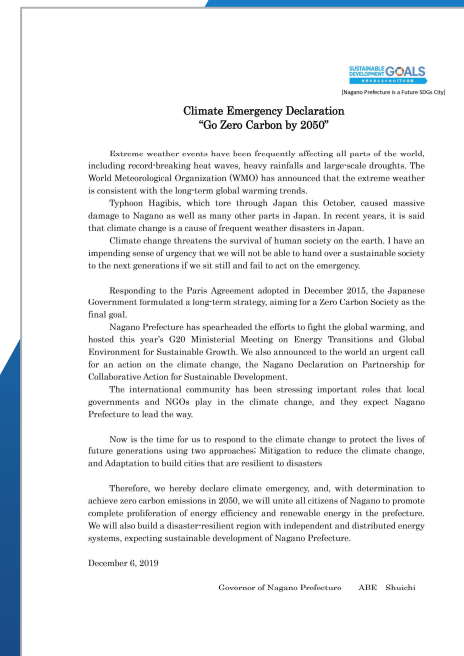 SUSTAINABLE
DEVELOPMENT GOALS
[Nagano Prefecture is a Future SDGs City]
Climate Emergency Declaration
“Go Zero Carbon by 2050”
Extreme weather events have been frequently affecting all parts of the world,
including record-breaking heat waves, heavy rainfalls and large-scale droughts. The
World Meteorological Organization (WMO) has announced that the extreme weather
is consistent with the long-term global warming trends.
Typhoon Hagibis, which tore through Japan this October, caused massive
damage to Nagano as well as many other parts in Japan. In recent years, it is said
that climate change is a cause of frequent weather disasters in Japan.
Climate change threatens the survival of human society on the earth. I have an
impending sense of urgency that we will not be able to hand over a sustainable society
to the next generations if we sit still and fail to act on the emergency.
Responding to the Paris Agreement adopted in December 2015, the Japanese
Government formulated a long-term strategy, aiming for a Zero Carbon Society as the
final goal.
Nagano Prefecture has spearheaded the efforts to fight the global warming, and
hosted this year’s G20 Ministerial Meeting on Energy Transitions and Global
Environment for Sustainable Growth. We also announced to the world an urgent call
for an action on the climate change, the Nagano Declaration on Partnership for
Collaborative Action for Sustainable Development.
The international community has been stressing important roles that local
governments and NGOs play in the climate change, and they expect Nagano
Prefecture to lead the way.
Now is the time for us to respond to the climate change to protect the lives of
future generations using two approaches; Mitigation to reduce the climate change,
and Adaptation to build cities that are resilient to disasters
Therefore, we hereby declare climate emergency, and, with determination to
achieve zero carbon emissions in 2050, we will unite all citizens of Nagano to promote
complete proliferation of energy efficiency and renewable energy in the prefecture.
We will also build a disaster-resilient region with independent and distributed energy
systems, expecting sustainable development of Nagano Prefecture.
December 6, 2019
Governor of Nagano Prefecture ABE Shuichi